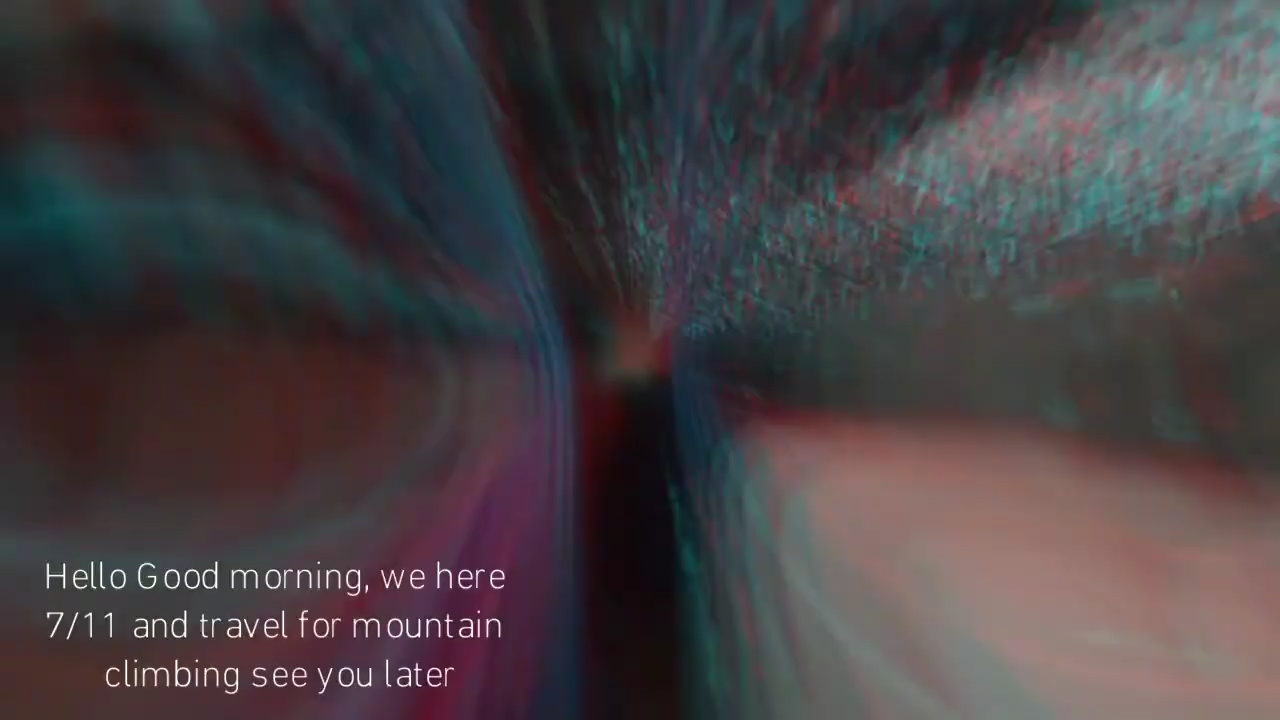 Hello Good morning, we here
7/11 and travel for mountain
climbing see you later